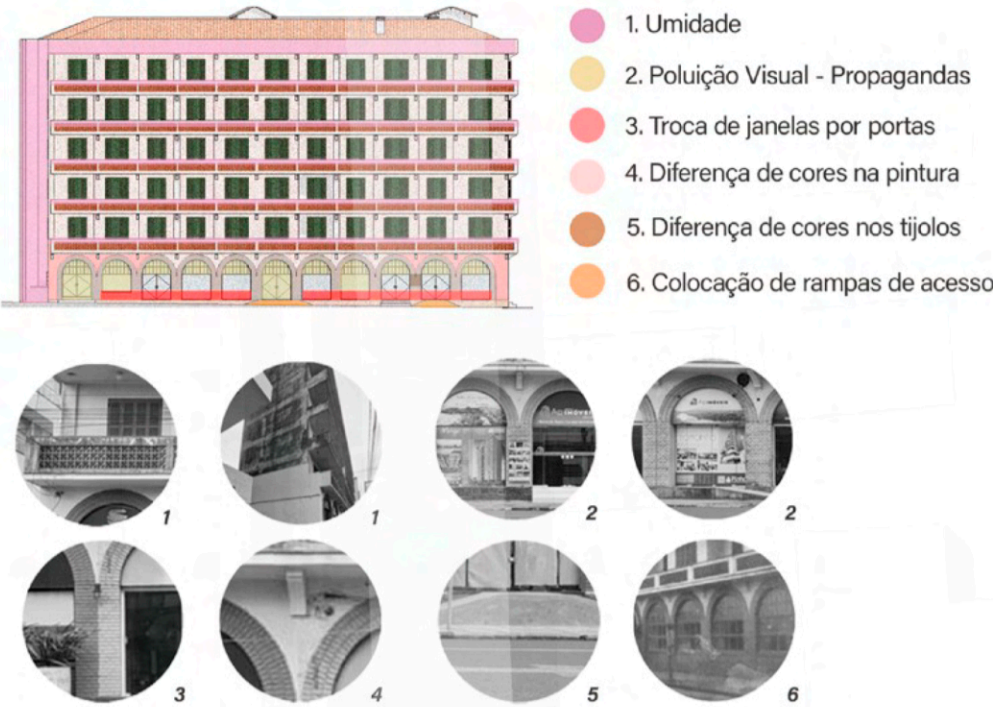 1. Umidade
2. Poluição Visual - Propagandas
3. Troca de janelas por portas
4. Diferença de cores na pintura
5. Diferença de cores nos tijolos
6. Colocação de rampas de acesso
1
1
2
2
3
4
5
6